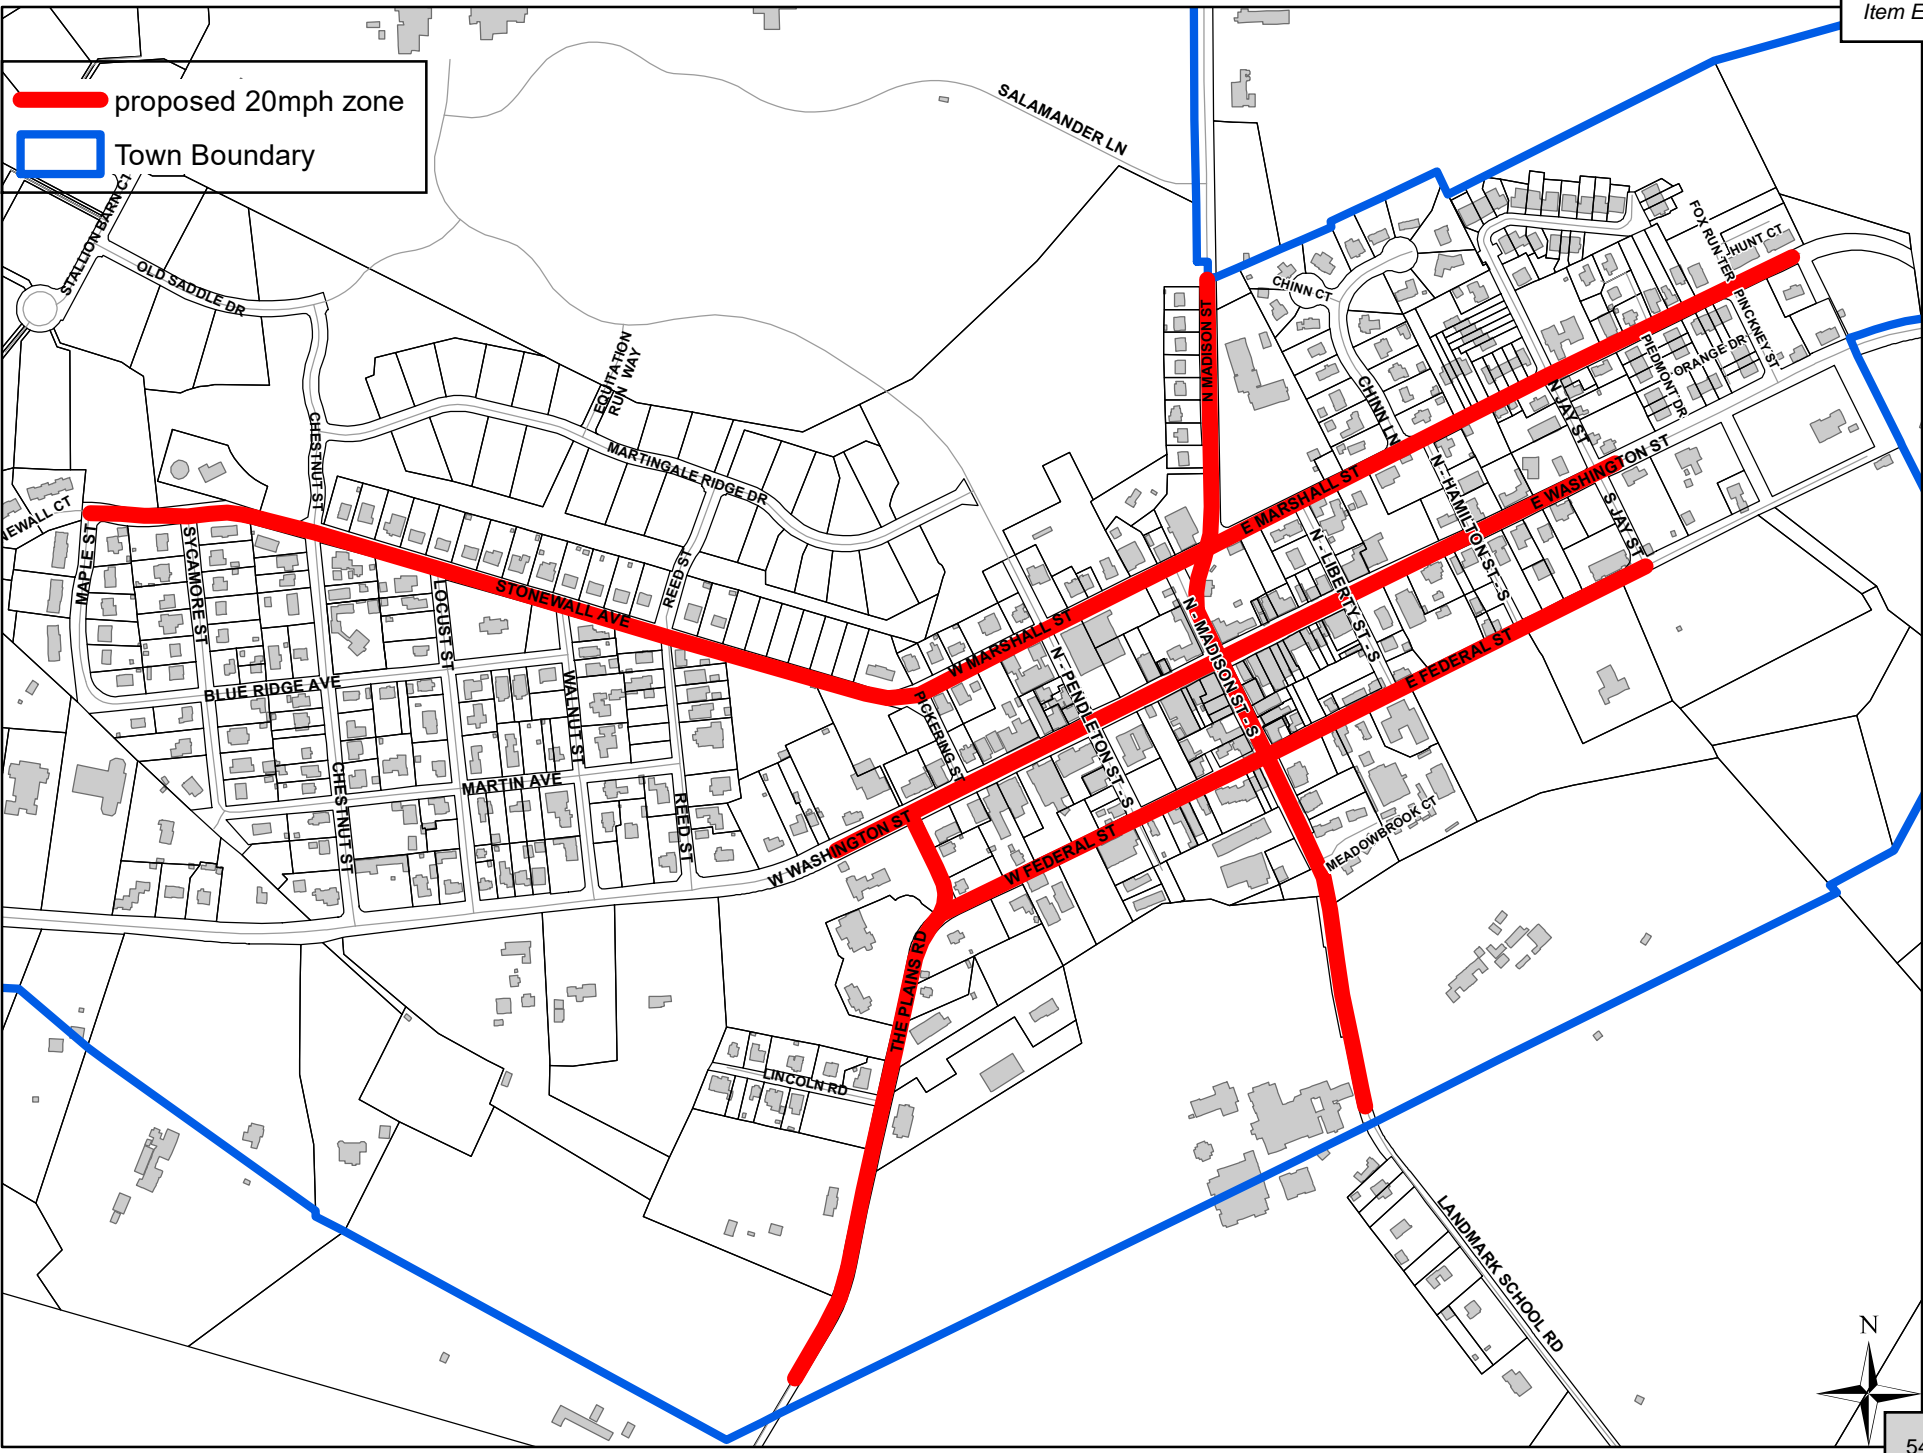 Item E
proposed 20mph zone
Town Boundary
SALAMANDER LN
STALLION BARN CT
OLD SADDLE DR
EQUITATION
RUN WAY
CHESTNUT ST
MARTINGALE RIDGE DR
N MADISON ST
CHINN CT
CHINN LN
FOX RUN TER
HUNT CT
PINCKNEY ST
PIEDMONT DR
ORANGE DR
N JAY ST
E MARSHALL ST
E WASHINGTON ST
N - HAMILTON ST - S
S JAY ST
N - LIBERTY ST - S
EWALL CT
MAPLE ST
SYCAMORE ST
LOCUST ST
STONEWALL AVE
REED ST
WALNUT ST
BLUE RIDGE AVE
W MARSHALL ST
N - PENDLETON ST - S
N - MADISON ST - S
E FEDERAL ST
PICKERING ST
CHESTNUT ST
MARTIN AVE
REED ST
W WASHINGTON ST
W FEDERAL ST
MEADOWBROOK CT
THE PLAINS RD
LINCOLN RD
LANDMARK SCHOOL RD
N
54